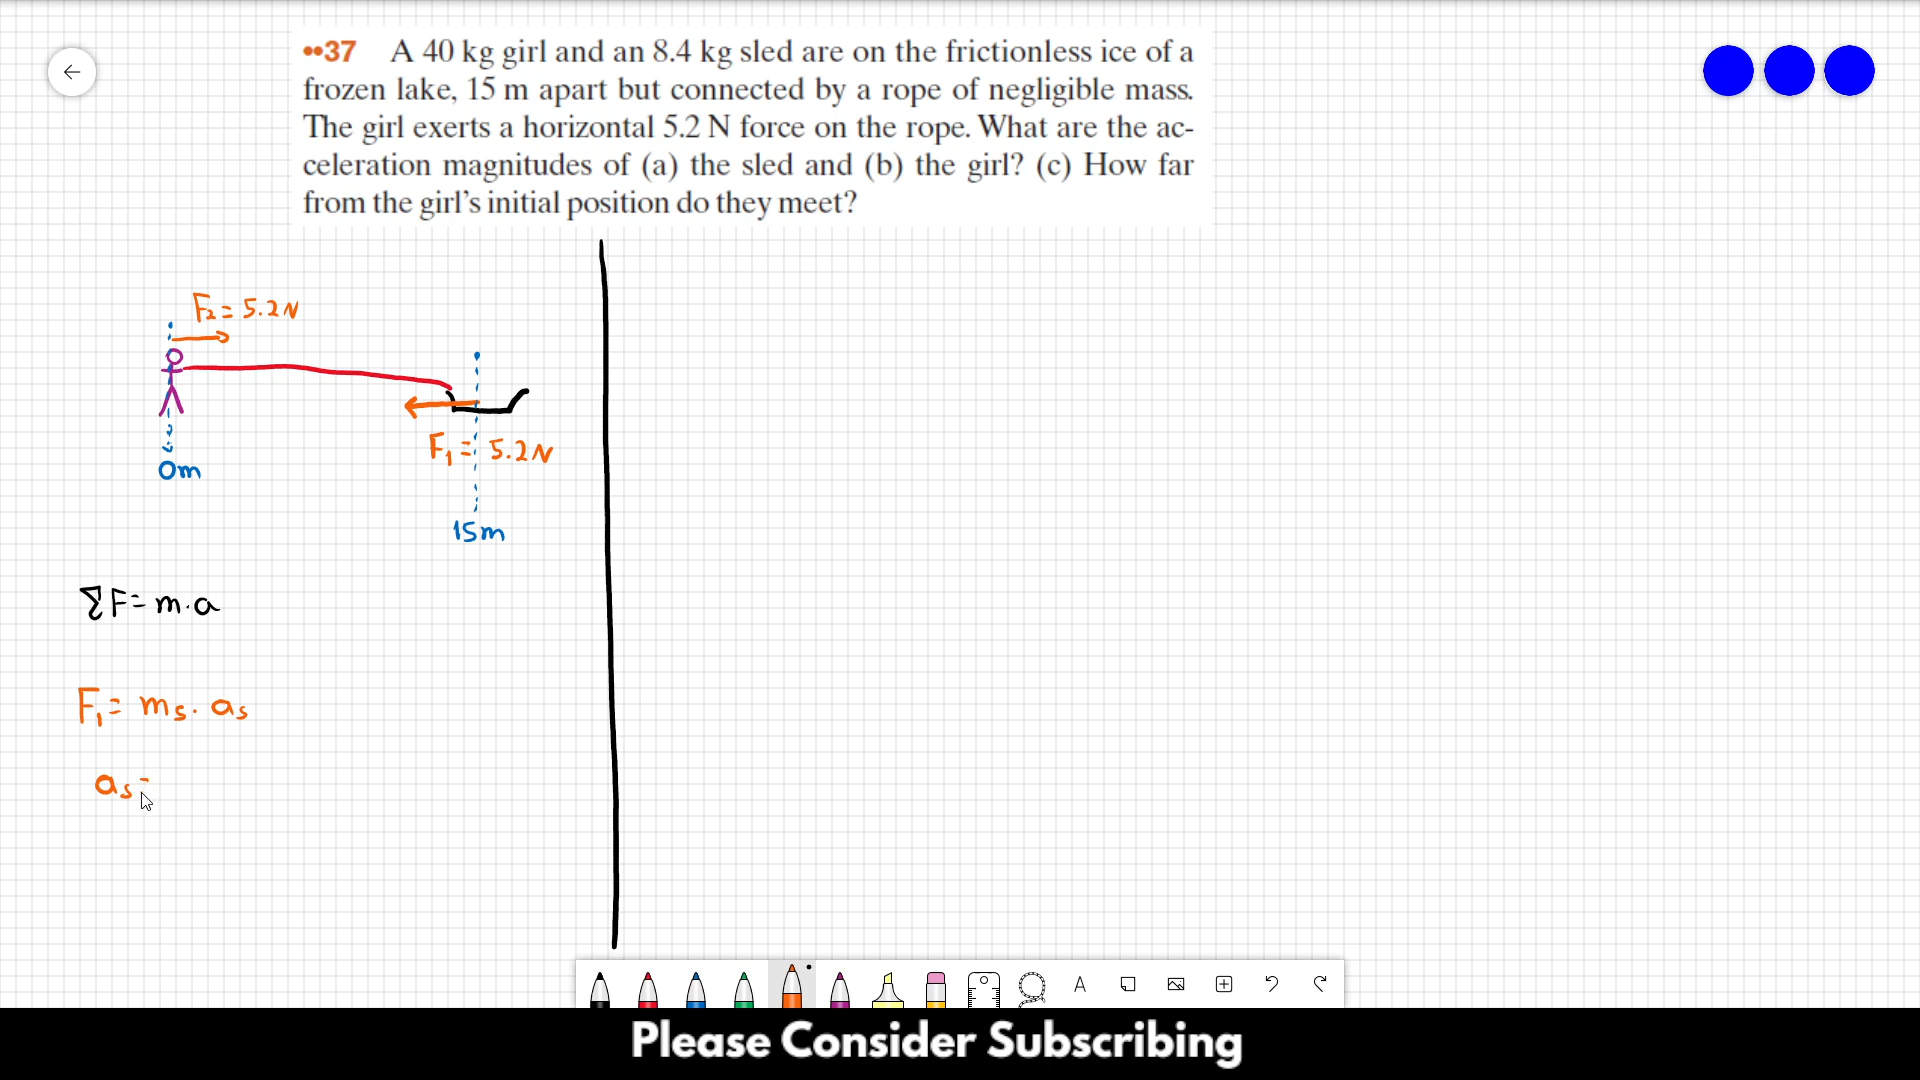 ••37 A 40 kg girl and an 8.4 kg sled are on the frictionless ice of a
frozen lake, 15 m apart but connected by a rope of negligible mass.
The girl exerts a horizontal 5.2 N force on the rope. What are the ac-
celeration magnitudes of (a) the sled and (b) the girl? (c) How far
from the girl's initial position do they meet?
F₂ = 5.2 N
F₁ = 5.2 N
0m
15m
ΣF = m·a
F₁ = mₛ · aₛ
aₛ =
A
Please Consider Subscribing